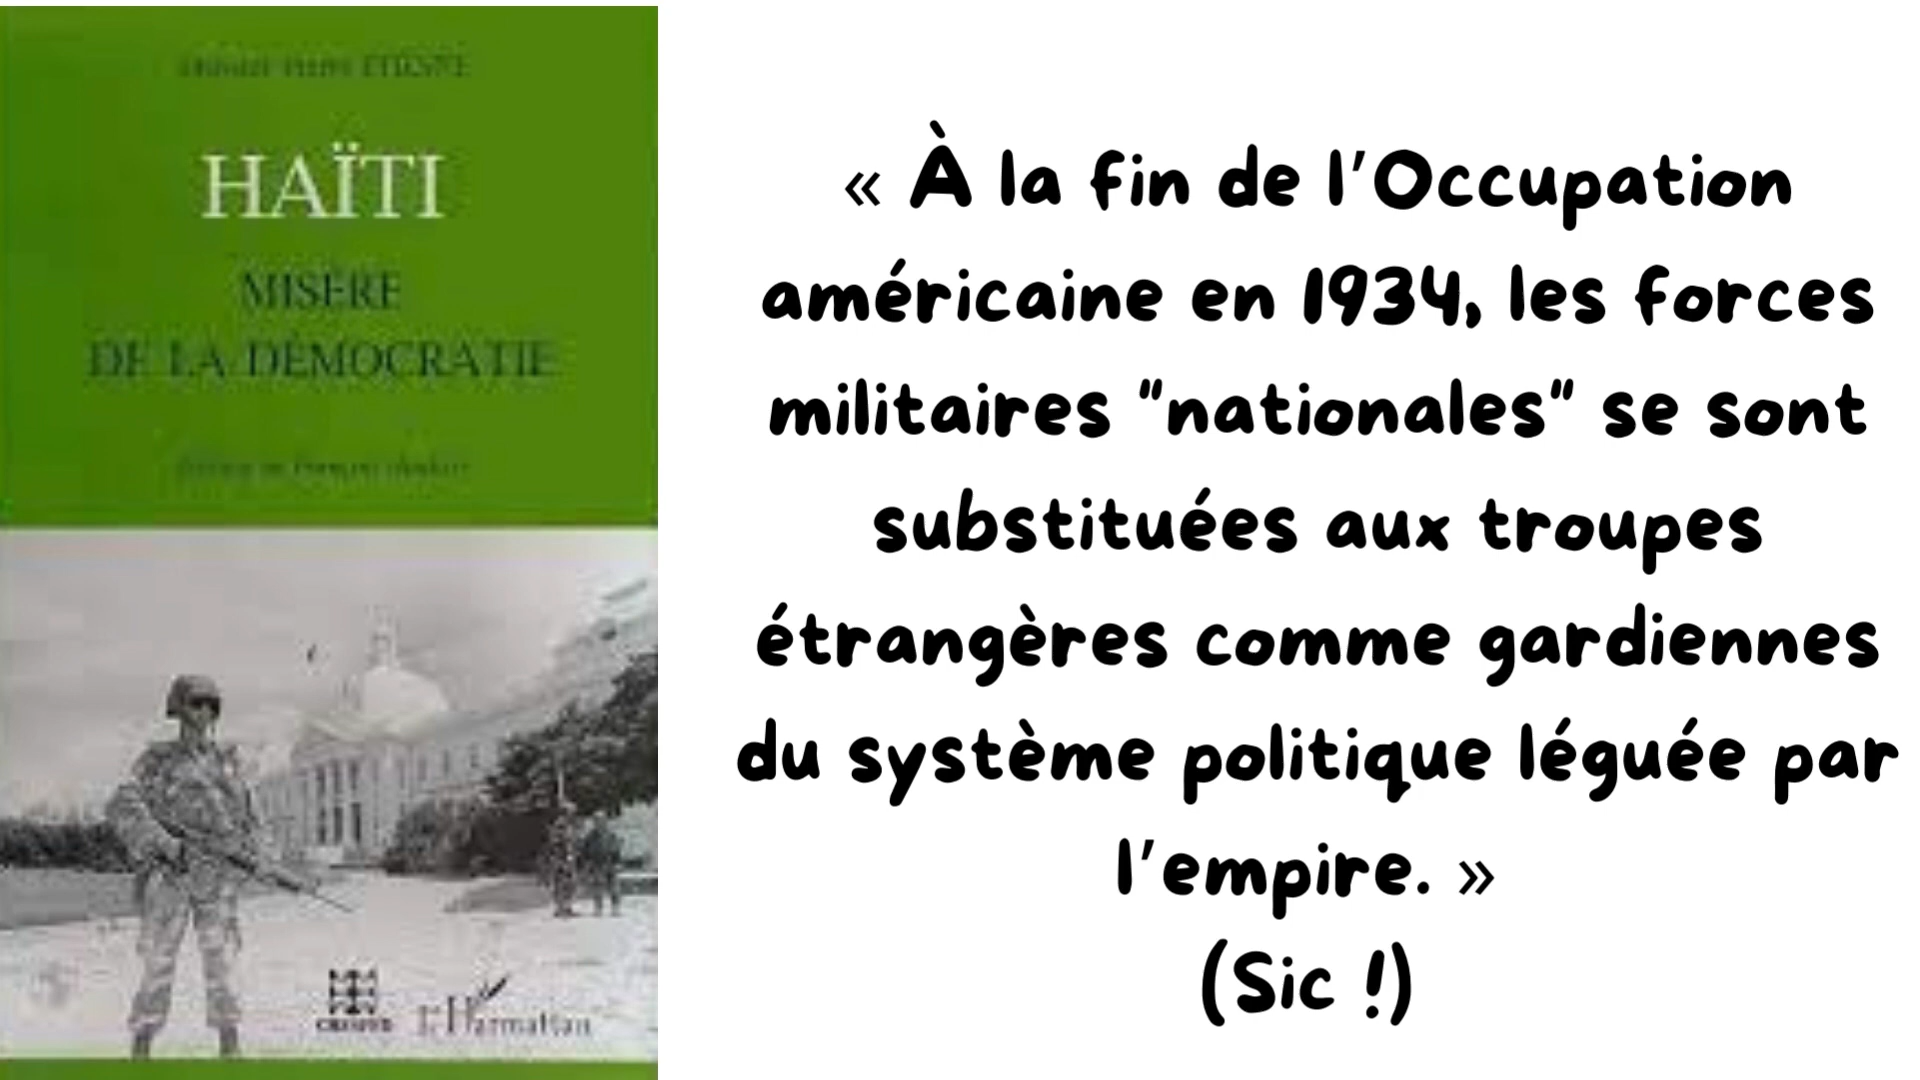 ETIENNE
HAÏTI
MISÈRE
DE LA DÉMOCRATIE
L'Harmattan
« À la fin de l'Occupation
américaine en 1934, les forces
militaires "nationales" se sont
substituées aux troupes
étrangères comme gardiennes
du système politique léguée par
l'empire. »
(Sic !)